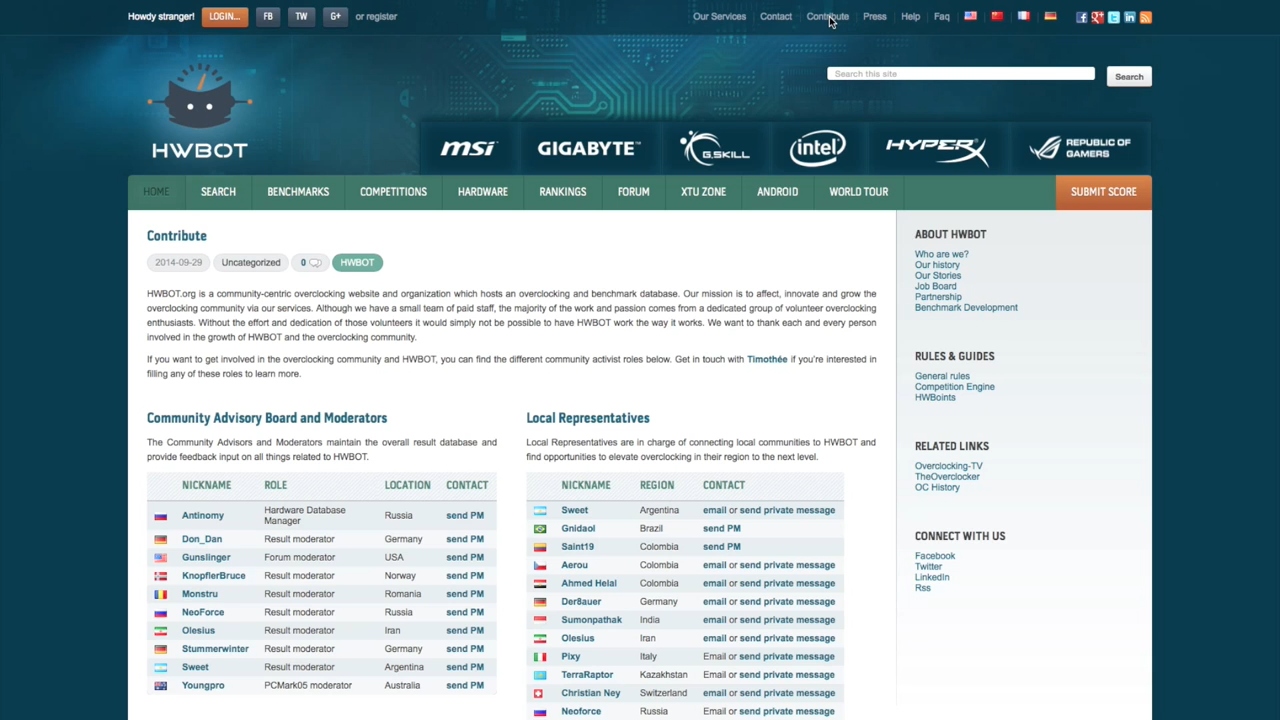 Howdy stranger! LOGIN... FB TW G+ or register Our Services Contact Contribute Press Help Faq
Search this site Search
HWBOT
msi GIGABYTE G.SKILL intel HYPERX REPUBLIC OF GAMERS
HOME SEARCH BENCHMARKS COMPETITIONS HARDWARE RANKINGS FORUM XTU ZONE ANDROID WORLD TOUR SUBMIT SCORE
Contribute
2014-09-29 Uncategorized 0 HWBOT
HWBOT.org is a community-centric overclocking website and organization which hosts an overclocking and benchmark database. Our mission is to affect, innovate and grow the
overclocking community via our services. Although we have a small team of paid staff, the majority of the work and passion comes from a dedicated group of volunteer overclocking
enthusiasts. Without the effort and dedication of those volunteers it would simply not be possible to have HWBOT work the way it works. We want to thank each and every person
involved in the growth of HWBOT and the overclocking community.
If you want to get involved in the overclocking community and HWBOT, you can find the different community activist roles below. Get in touch with Timothée if you're interested in
filling any of these roles to learn more.
Community Advisory Board and Moderators
The Community Advisors and Moderators maintain the overall result database and
provide feedback input on all things related to HWBOT.
NICKNAME ROLE LOCATION CONTACT
Antinomy Hardware Database Manager Russia send PM
Don_Dan Result moderator Germany send PM
Gunslinger Forum moderator USA send PM
KnopflerBruce Result moderator Norway send PM
Monstru Result moderator Romania send PM
NeoForce Result moderator Russia send PM
Olesius Result moderator Iran send PM
Stummerwinter Result moderator Germany send PM
Sweet Result moderator Argentina send PM
Youngpro PCMark05 moderator Australia send PM
Local Representatives
Local Representatives are in charge of connecting local communities to HWBOT and
find opportunities to elevate overclocking in their region to the next level.
NICKNAME REGION CONTACT
Sweet Argentina email or send private message
Gnidaol Brazil send PM
Saint19 Colombia send PM
Aerou Colombia email or send private message
Ahmed Helal Colombia email or send private message
Der8auer Germany email or send private message
Sumonpathak India email or send private message
Olesius Iran email or send private message
Pixy Italy Email or send private message
TerraRaptor Kazakhstan Email or send private message
Christian Ney Switzerland email or send private message
Neoforce Russia Email or send private message
ABOUT HWBOT
Who are we?
Our history
Our Stories
Job Board
Partnership
Benchmark Development
RULES & GUIDES
General rules
Competition Engine
HWBoints
RELATED LINKS
Overclocking-TV
TheOverclocker
OC History
CONNECT WITH US
Facebook
Twitter
LinkedIn
Rss